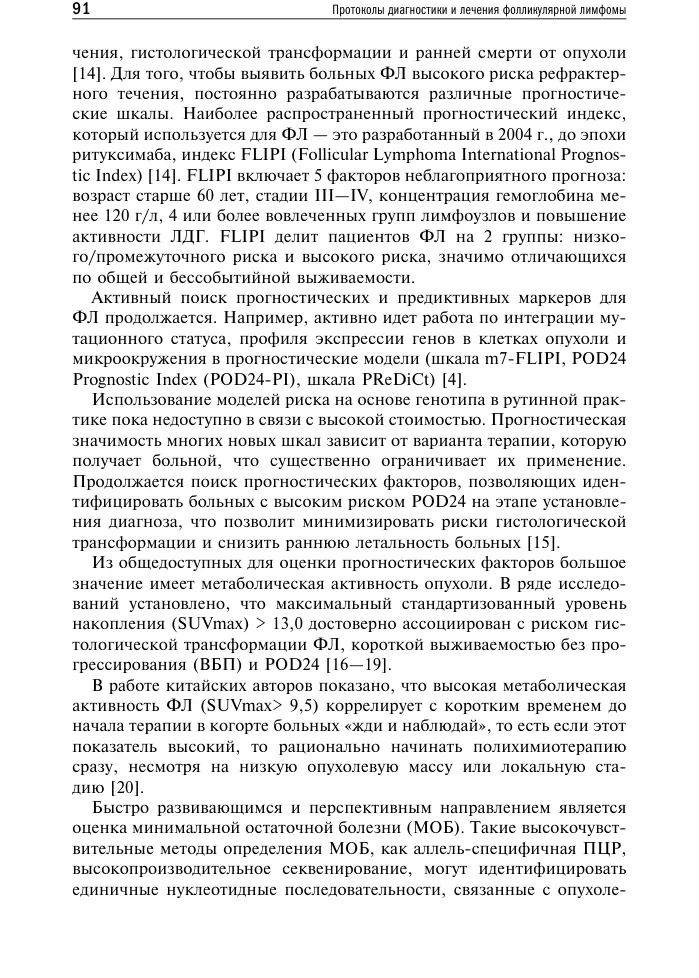 91
Протоколы диагностики и лечения фолликулярной лимфомы
чения, гистологической трансформации и ранней смерти от опухоли
[14]. Для того, чтобы выявить больных ФЛ высокого риска рефрактер-
ного течения, постоянно разрабатываются различные прогностиче-
ские шкалы. Наиболее распространенный прогностический индекс,
который используется для ФЛ — это разработанный в 2004 г., до эпохи
ритуксимаба, индекс FLIPI (Follicular Lymphoma International Prognos-
tic Index) [14]. FLIPI включает 5 факторов неблагоприятного прогноза:
возраст старше 60 лет, стадии III—IV, концентрация гемоглобина ме-
нее 120 г/л, 4 или более вовлеченных групп лимфоузлов и повышение
активности ЛДГ. FLIPI делит пациентов ФЛ на 2 группы: низко-
го/промежуточного риска и высокого риска, значимо отличающихся
по общей и бессобытийной выживаемости.
Активный поиск прогностических и предиктивных маркеров для
ФЛ продолжается. Например, активно идет работа по интеграции му-
тационного статуса, профиля экспрессии генов в клетках опухоли и
микроокружения в прогностические модели (шкала m7-FLIPI, POD24
Prognostic Index (POD24-PI), шкала PReDiCt) [4].
Использование моделей риска на основе генотипа в рутинной прак-
тике пока недоступно в связи с высокой стоимостью. Прогностическая
значимость многих новых шкал зависит от варианта терапии, которую
получает больной, что существенно ограничивает их применение.
Продолжается поиск прогностических факторов, позволяющих иден-
тифицировать больных с высоким риском POD24 на этапе установле-
ния диагноза, что позволит минимизировать риски гистологической
трансформации и снизить раннюю летальность больных [15].
Из общедоступных для оценки прогностических факторов большое
значение имеет метаболическая активность опухоли. В ряде исследо-
ваний установлено, что максимальный стандартизованный уровень
накопления (SUVmax) > 13,0 достоверно ассоциирован с риском гис-
тологической трансформации ФЛ, короткой выживаемостью без про-
грессирования (ВБП) и POD24 [16—19].
В работе китайских авторов показано, что высокая метаболическая
активность ФЛ (SUVmax> 9,5) коррелирует с коротким временем до
начала терапии в когорте больных «жди и наблюдай», то есть если этот
показатель высокий, то рационально начинать полихимиотерапию
сразу, несмотря на низкую опухолевую массу или локальную ста-
дию [20].
Быстро развивающимся и перспективным направлением является
оценка минимальной остаточной болезни (МОБ). Такие высокочувст-
вительные методы определения МОБ, как аллель-специфичная ПЦР,
высокопроизводительное секвенирование, могут идентифицировать
единичные нуклеотидные последовательности, связанные с опухоле-